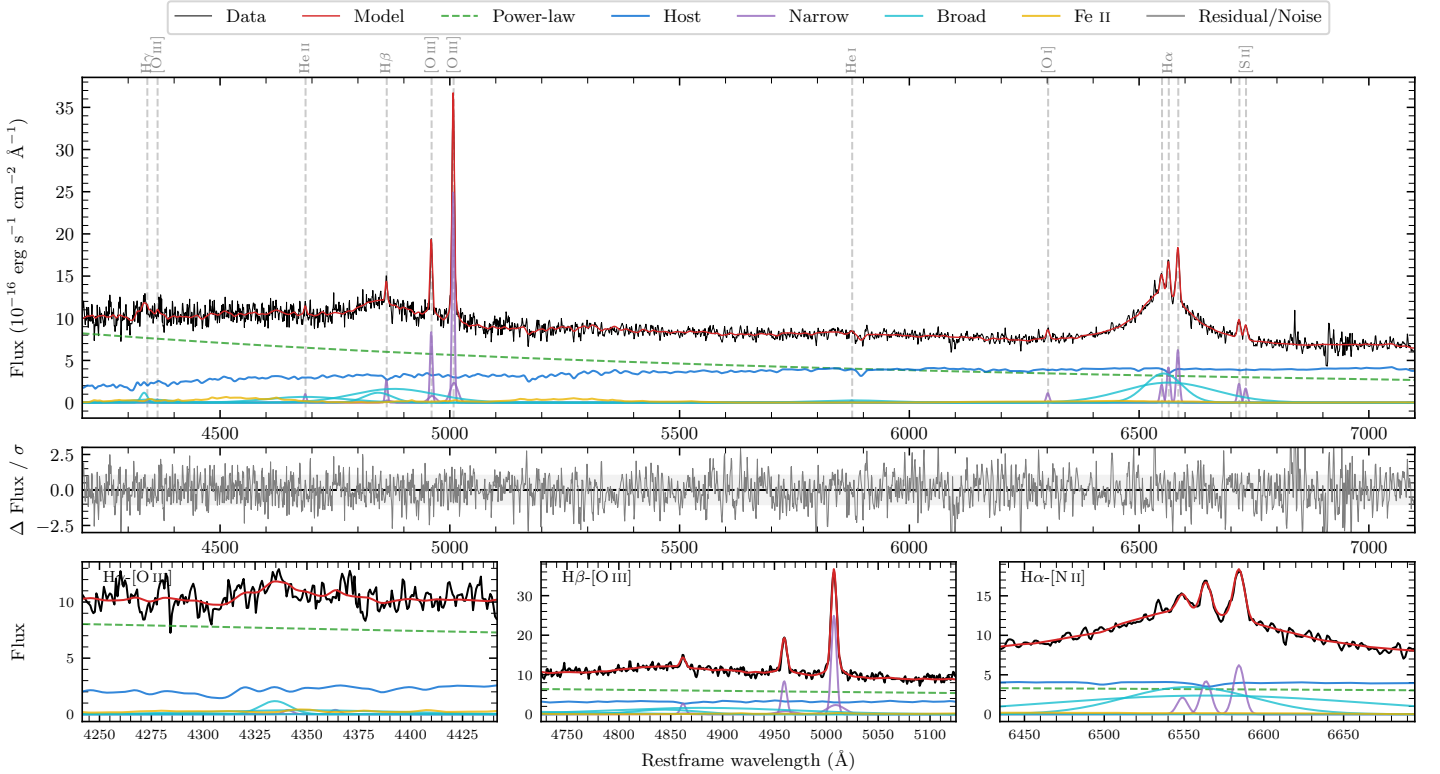 Data Model Power-law Host Narrow Broad Fe II Residual/Noise
Hγ [O III] He II Hβ [O III] [O III] He I [O I] Hα [S II]
Flux (10⁻¹⁶ erg s⁻¹ cm⁻² Å⁻¹)
35
30
25
20
15
10
5
0
4500 5000 5500 6000 6500 7000
Δ Flux / σ
2.5
0.0
−2.5
4500 5000 5500 6000 6500 7000
Flux
Hγ-[O III]
10
5
0
4250 4275 4300 4325 4350 4375 4400 4425
Hβ-[O III]
30
20
10
0
4750 4800 4850 4900 4950 5000 5050 5100
Hα-[N II]
15
10
5
0
6450 6500 6550 6600 6650
Restframe wavelength (Å)